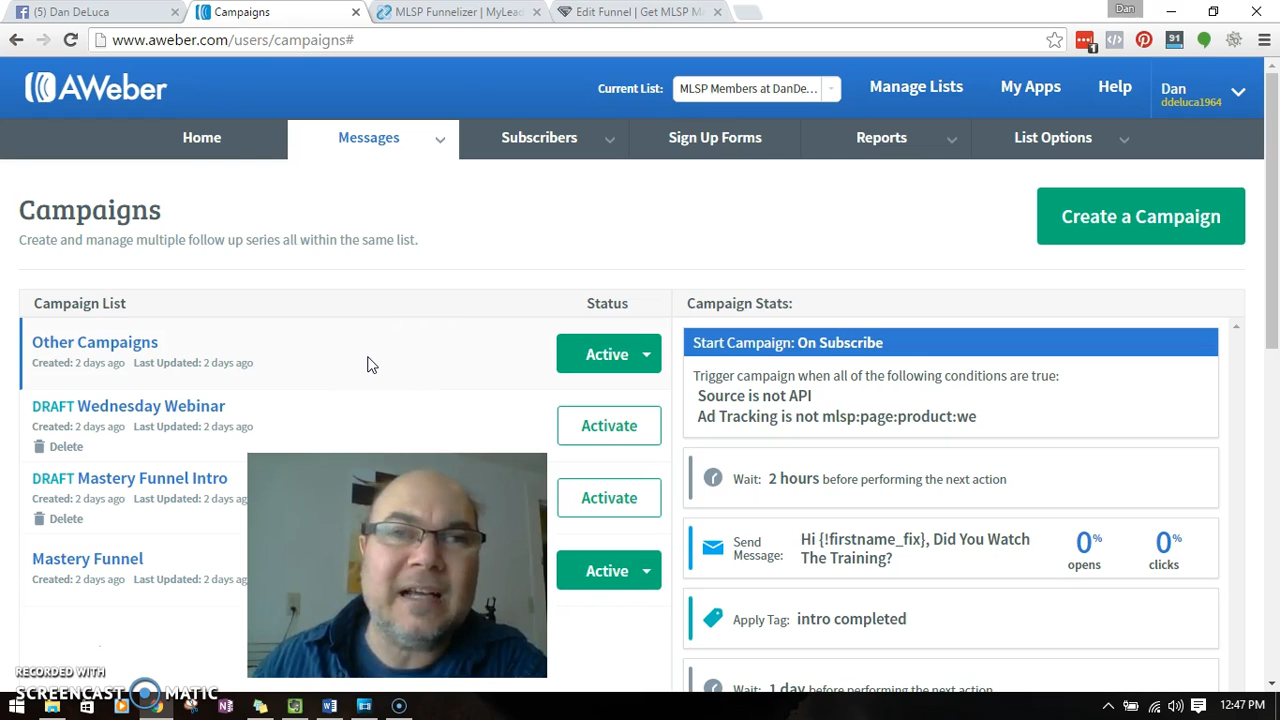 (5) Dan DeLuca
Campaigns
MLSP Funnelizer | MyLead
Edit Funnel | Get MLSP M
Dan
www.aweber.com/users/campaigns#
1
91
AWeber
Current List:
MLSP Members at DanDe...
Manage Lists
My Apps
Help
Dan
ddeluca1964
Home
Messages
Subscribers
Sign Up Forms
Reports
List Options
Campaigns
Create and manage multiple follow up series all within the same list.
Create a Campaign
Campaign List
Status
Campaign Stats:
Other Campaigns
Created: 2 days ago Last Updated: 2 days ago
Active
DRAFT Wednesday Webinar
Created: 2 days ago Last Updated: 2 days ago
Delete
Activate
DRAFT Mastery Funnel Intro
Created: 2 days ago Last Updated: 2 days ag
Delete
Activate
Mastery Funnel
Created: 2 days ago Last Updated: 2 days ag
Active
Start Campaign: On Subscribe
Trigger campaign when all of the following conditions are true:
Source is not API
Ad Tracking is not mlsp:page:product:we
Wait: 2 hours before performing the next action
Send Message:
Hi {!firstname_fix}, Did You Watch
The Training?
0% opens
0% clicks
Apply Tag: intro completed
Wait: 1 day before performing the next action
RECORDED WITH
SCREENCAST MATIC
12:47 PM